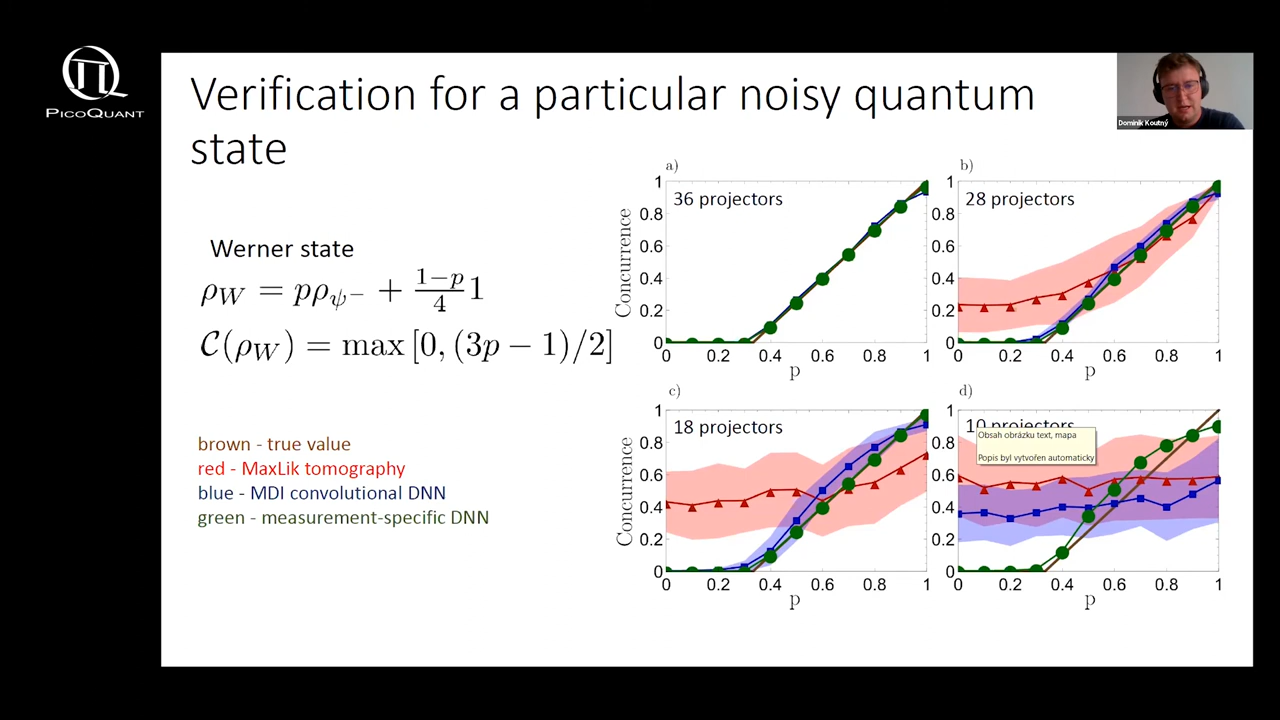 PICOQUANT
Verification for a particular noisy quantum
state
Dominik Koutný
Werner state
ρ_W = pρ_ψ− + (1−p)/4 1
C(ρ_W) = max [0, (3p − 1)/2]
brown - true value
red - MaxLik tomography
blue - MDI convolutional DNN
green - measurement-specific DNN
a)
36 projectors
Concurrence
1
0.8
0.6
0.4
0.2
0
0 0.2 0.4 0.6 0.8 1
p
b)
28 projectors
1
0.8
0.6
0.4
0.2
0
0 0.2 0.4 0.6 0.8 1
p
c)
18 projectors
Concurrence
1
0.8
0.6
0.4
0.2
0
0 0.2 0.4 0.6 0.8 1
p
d)
10 projectors
Obsah obrázku text, mapa
Popis byl vytvořen automaticky
1
0.8
0.6
0.4
0.2
0
0 0.2 0.4 0.6 0.8 1
p